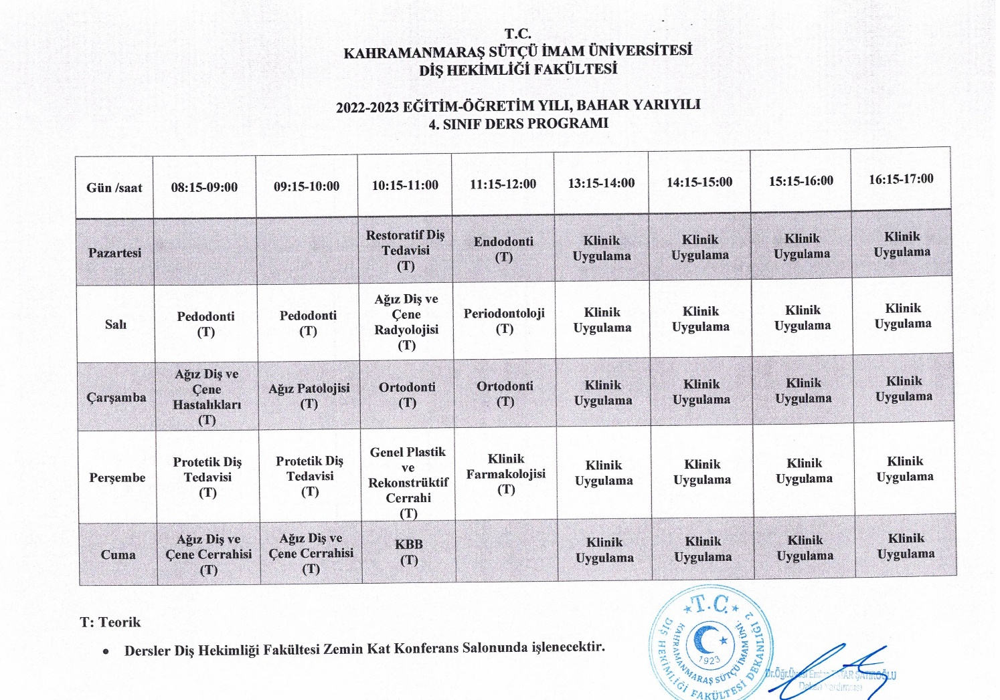 T.C.
KAHRAMANMARAŞ SÜTÇÜ İMAM ÜNİVERSİTESİ
DİŞ HEKİMLİĞİ FAKÜLTESİ
2022-2023 EĞİTİM-ÖĞRETİM YILI, BAHAR YARIYILI
4. SINIF DERS PROGRAMI
Gün /saat 08:15-09:00 09:15-10:00 10:15-11:00 11:15-12:00 13:15-14:00 14:15-15:00 15:15-16:00 16:15-17:00
Pazartesi
Restoratif Diş
Tedavisi
(T)
Endodonti
(T)
Klinik
Uygulama
Klinik
Uygulama
Klinik
Uygulama
Klinik
Uygulama
Salı
Pedodonti
(T)
Pedodonti
(T)
Ağız Diş ve
Çene
Radyolojisi
(T)
Periodontoloji
(T)
Klinik
Uygulama
Klinik
Uygulama
Klinik
Uygulama
Klinik
Uygulama
Çarşamba
Ağız Diş ve
Çene
Hastalıkları
(T)
Ağız Patolojisi
(T)
Ortodonti
(T)
Ortodonti
(T)
Klinik
Uygulama
Klinik
Uygulama
Klinik
Uygulama
Klinik
Uygulama
Perşembe
Protetik Diş
Tedavisi
(T)
Protetik Diş
Tedavisi
(T)
Genel Plastik
ve
Rekonstrüktif
Cerrahi
(T)
Klinik
Farmakolojisi
(T)
Klinik
Uygulama
Klinik
Uygulama
Klinik
Uygulama
Klinik
Uygulama
Cuma
Ağız Diş ve
Çene Cerrahisi
(T)
Ağız Diş ve
Çene Cerrahisi
(T)
KBB
(T)
Klinik
Uygulama
Klinik
Uygulama
Klinik
Uygulama
Klinik
Uygulama
T: Teorik
• Dersler Diş Hekimliği Fakültesi Zemin Kat Konferans Salonunda işlenecektir.
T.C.
KAHRAMANMARAŞ SÜTÇÜ İMAM ÜNİ.
DİŞ HEKİMLİĞİ FAKÜLTESİ DEKANLIĞI 2
1923
Dr.Öğr.Üyesi ŞATIROĞLU
Dekan Yardımcısı